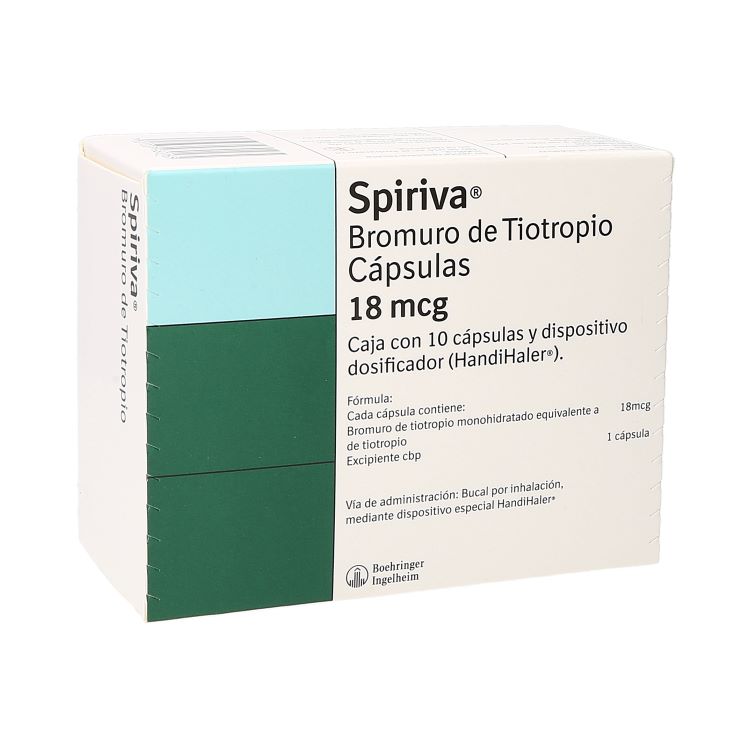 Spiriva®
Bromuro de Tiotropio
Cápsulas
18 mcg
Caja con 10 cápsulas y dispositivo
dosificador (HandiHaler®).
Fórmula:
Cada cápsula contiene:
Bromuro de tiotropio monohidratado equivalente a 18mcg
de tiotropio
Excipiente cbp 1 cápsula
Vía de administración: Bucal por inhalación,
mediante dispositivo especial HandiHaler®
Boehringer
Ingelheim
Spiriva®
Bromuro de Tiotropio